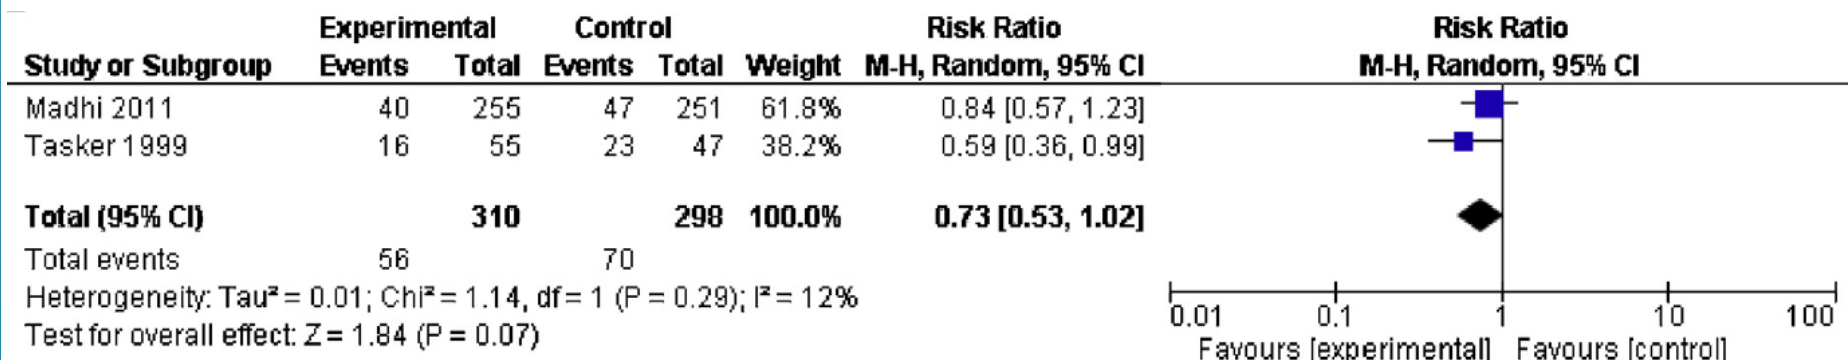 Experimental Control Risk Ratio Risk Ratio
Study or Subgroup Events Total Events Total Weight M-H, Random, 95% CI M-H, Random, 95% CI
Madhi 2011 40 255 47 251 61.8% 0.84 [0.57, 1.23]
Tasker 1999 16 55 23 47 38.2% 0.59 [0.36, 0.99]
Total (95% CI) 310 298 100.0% 0.73 [0.53, 1.02]
Total events 56 70
Heterogeneity: Tau² = 0.01; Chi² = 1.14, df = 1 (P = 0.29); I² = 12%
Test for overall effect: Z = 1.84 (P = 0.07)
0.01 0.1 1 10 100
Favours [experimental] Favours [control]